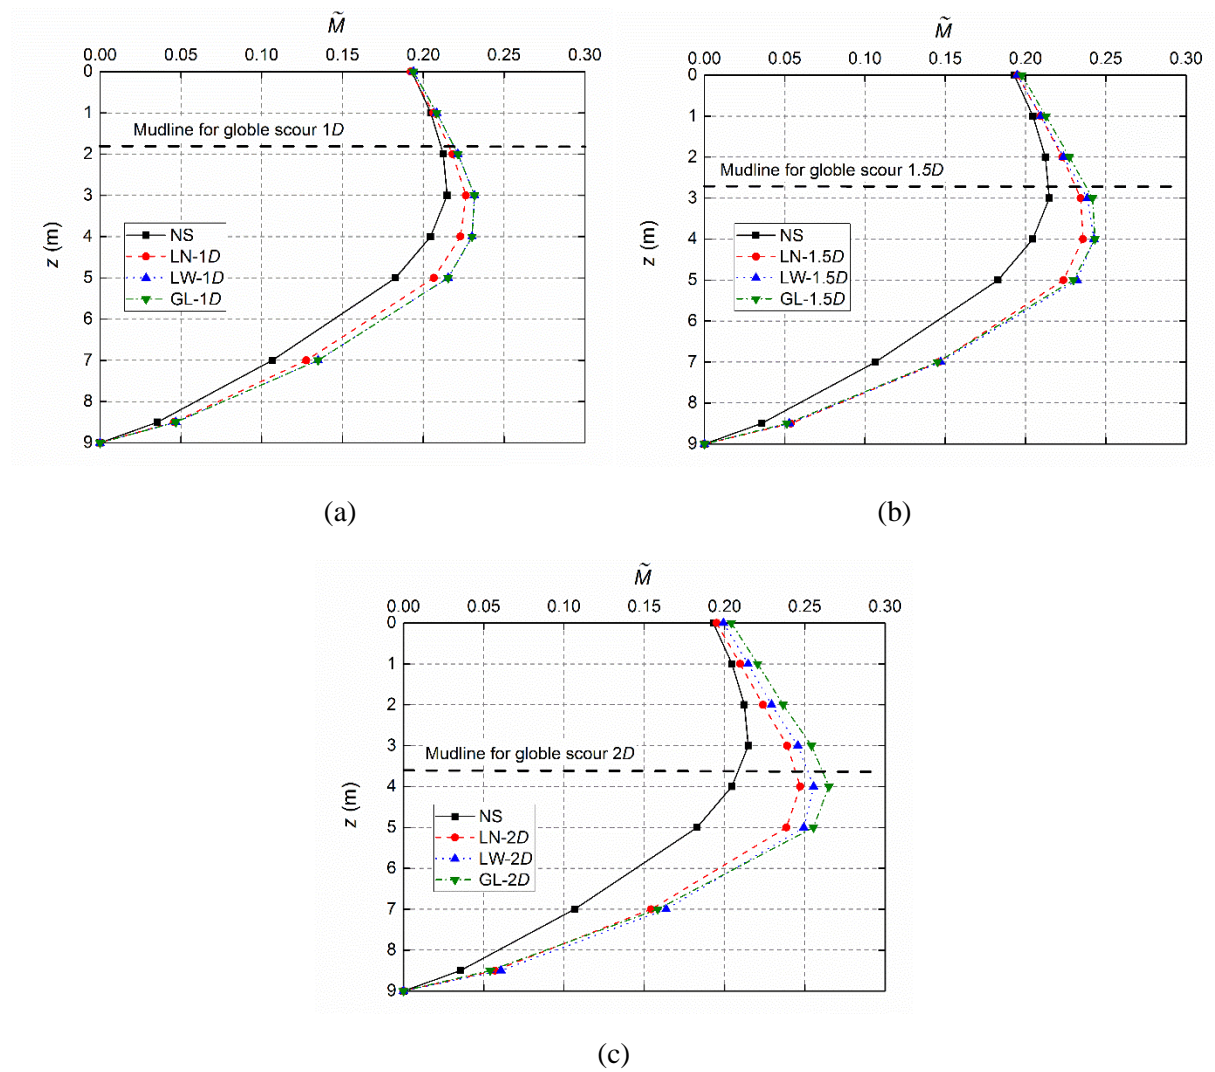 M̃
0.00 0.05 0.10 0.15 0.20 0.25 0.30
0
1
Mudline for globle scour 1D
2
3
NS
4
LN-1D
LW-1D
5
GL-1D
6
7
8
9
z (m)
(a)
M̃
0.00 0.05 0.10 0.15 0.20 0.25 0.30
0
1
2
Mudline for globle scour 1.5D
3
NS
4
LN-1.5D
LW-1.5D
5
GL-1.5D
6
7
8
9
z (m)
(b)
M̃
0.00 0.05 0.10 0.15 0.20 0.25 0.30
0
1
2
3
Mudline for globle scour 2D
4
NS
LN-2D
5
LW-2D
GL-2D
6
7
8
9
z (m)
(c)